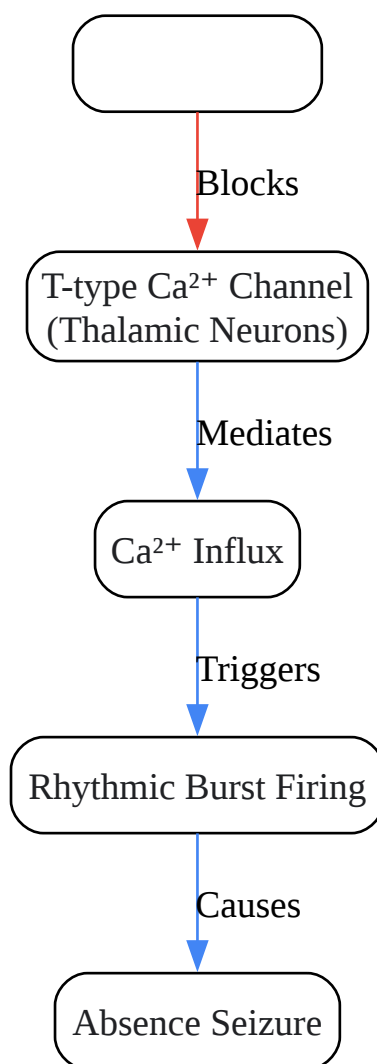 Blocks
T-type Ca²⁺ Channel
(Thalamic Neurons)
Mediates
Ca²⁺ Influx
Triggers
Rhythmic Burst Firing
Causes
Absence Seizure